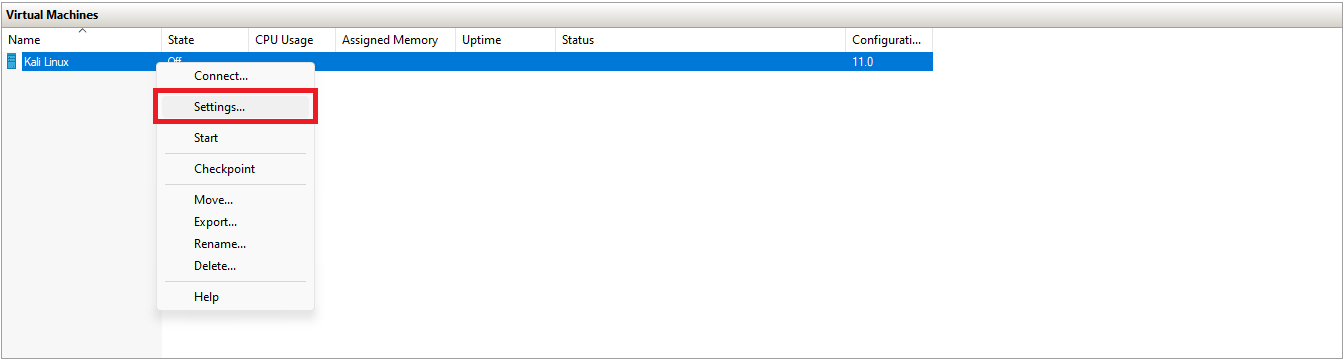 Virtual Machines
Name State CPU Usage Assigned Memory Uptime Status Configurati...
Kali Linux Off 11.0
Connect...
Settings...
Start
Checkpoint
Move...
Export...
Rename...
Delete...
Help